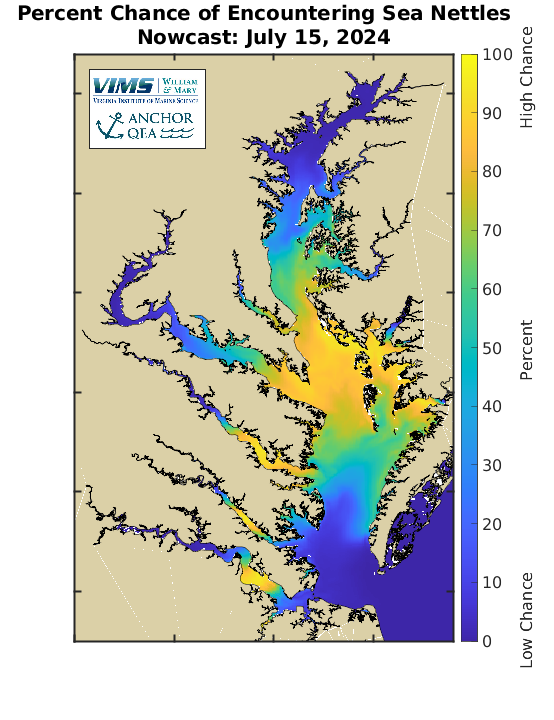 Percent Chance of Encountering Sea Nettles
Nowcast: July 15, 2024
VIMS WILLIAM & MARY
VIRGINIA INSTITUTE OF MARINE SCIENCE
ANCHOR
QEA
100
90
80
70
60
50
40
30
20
10
0
High Chance
Percent
Low Chance